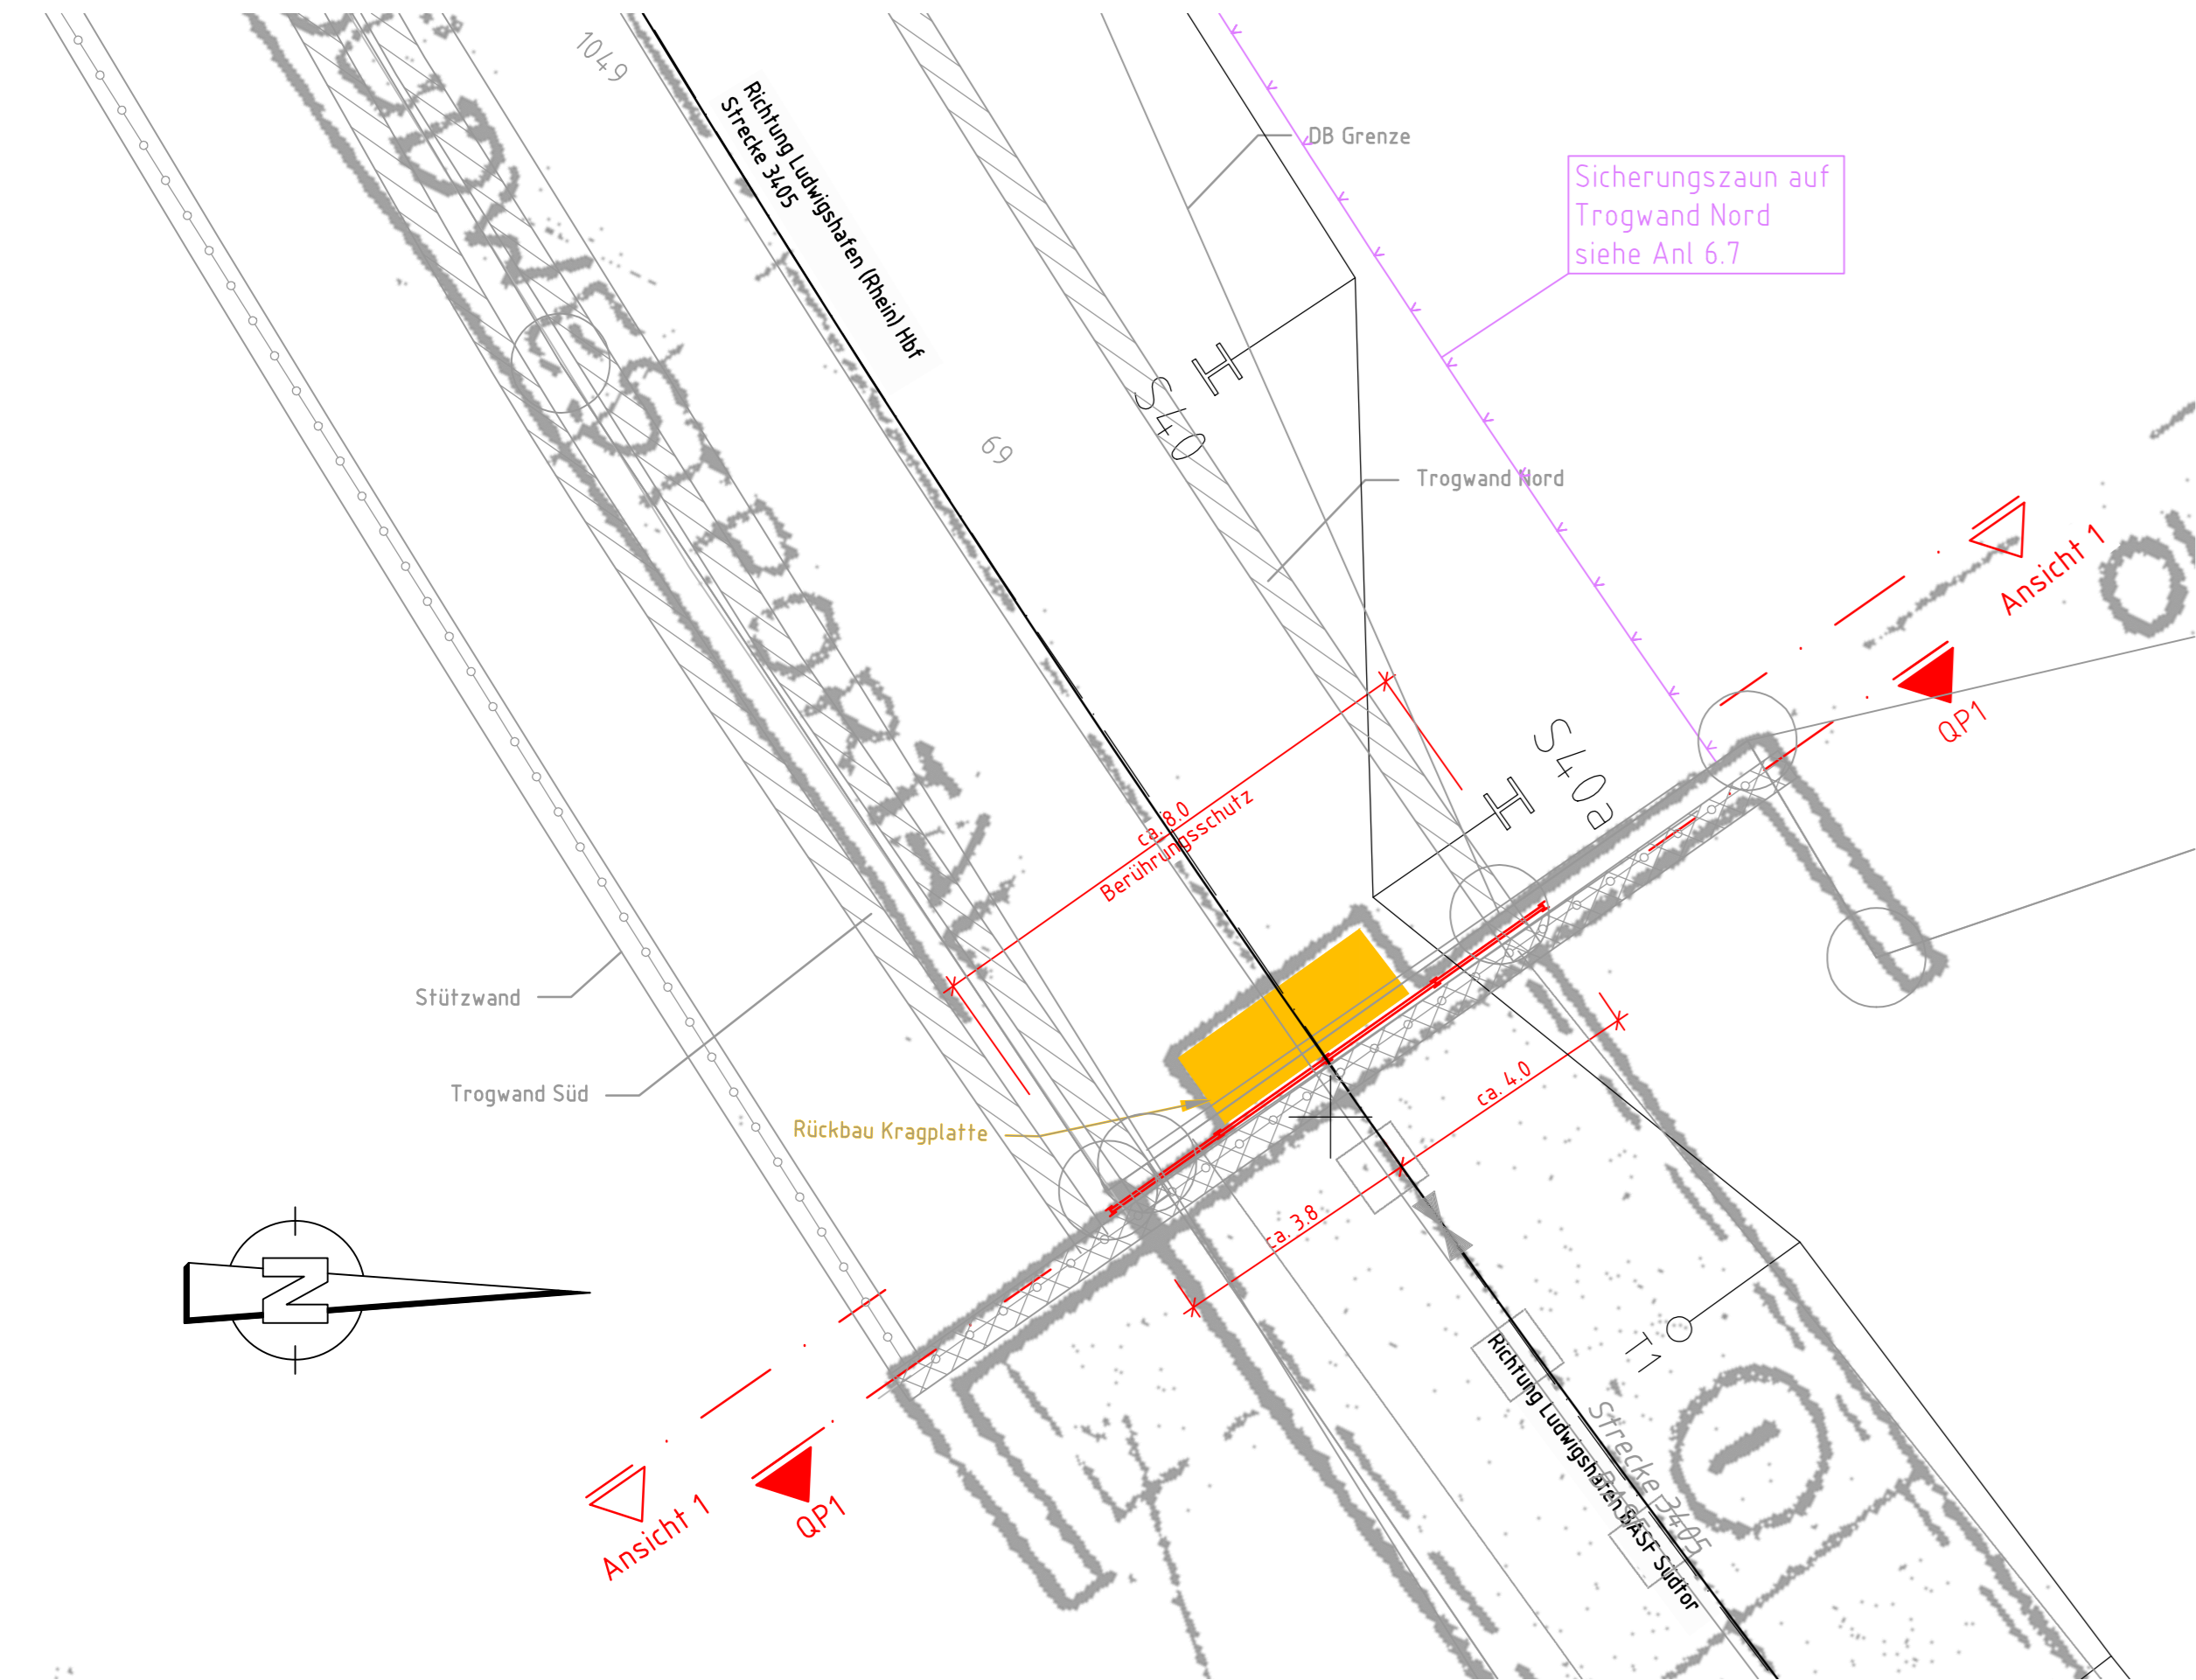 1049
Richtung Ludwigshafen (Rhein) Hbf
Strecke 3405
DB Grenze
Sicherungszaun auf
Trogwand Nord
siehe Anl 6.7
69
S40
Trogwand Nord
Ansicht 1
QP1
S40a
ca. 8.0
Berührungsschutz
Stützwand
Trogwand Süd
Rückbau Kragplatte
ca. 4.0
ca. 3.8
N
T1
Richtung Ludwigshafen BASF Südtor
Strecke 3405
Ansicht 1
QP1